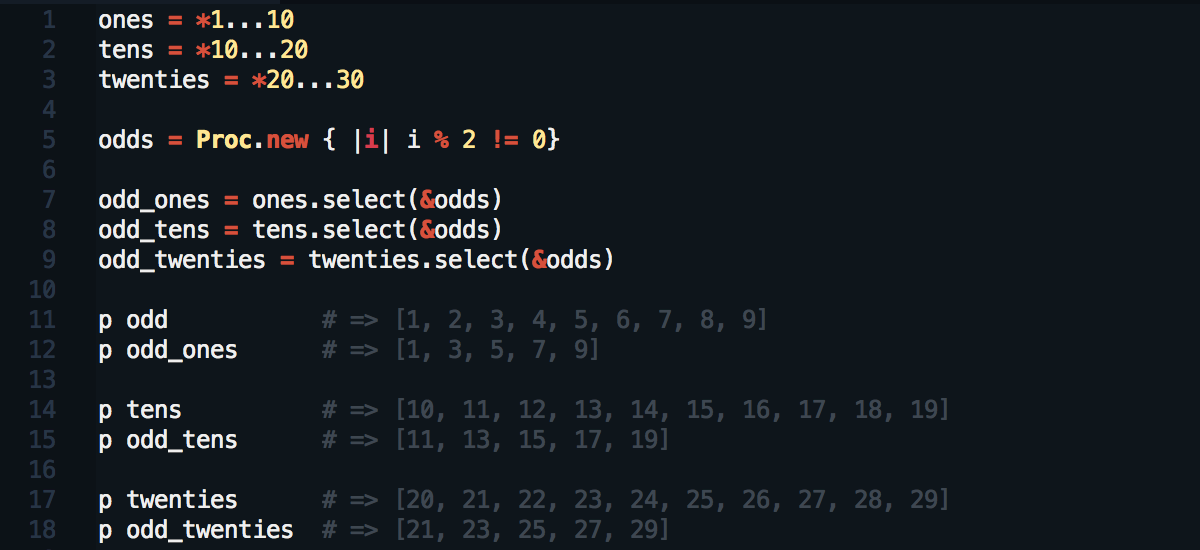 1 ones = *1...10
2 tens = *10...20
3 twenties = *20...30
4
5 odds = Proc.new { |i| i % 2 != 0}
6
7 odd_ones = ones.select(&odds)
8 odd_tens = tens.select(&odds)
9 odd_twenties = twenties.select(&odds)
10
11 p odd           # => [1, 2, 3, 4, 5, 6, 7, 8, 9]
12 p odd_ones      # => [1, 3, 5, 7, 9]
13
14 p tens          # => [10, 11, 12, 13, 14, 15, 16, 17, 18, 19]
15 p odd_tens      # => [11, 13, 15, 17, 19]
16
17 p twenties      # => [20, 21, 22, 23, 24, 25, 26, 27, 28, 29]
18 p odd_twenties  # => [21, 23, 25, 27, 29]